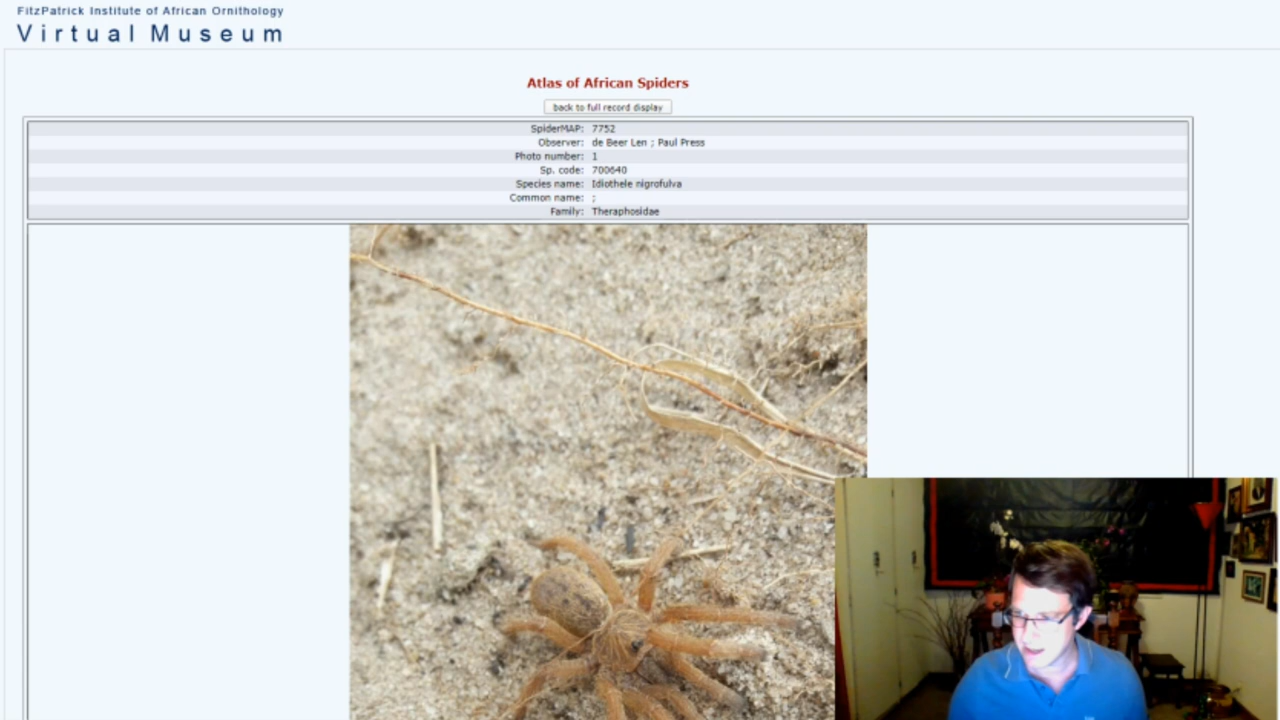 FitzPatrick Institute of African Ornithology
Virtual Museum
Atlas of African Spiders
back to full record display
SpiderMAP: 7752
Observer: de Beer Len ; Paul Press
Photo number: 1
Sp. code: 700640
Species name: Idiothele nigrofulva
Common name: ;
Family: Theraphosidae